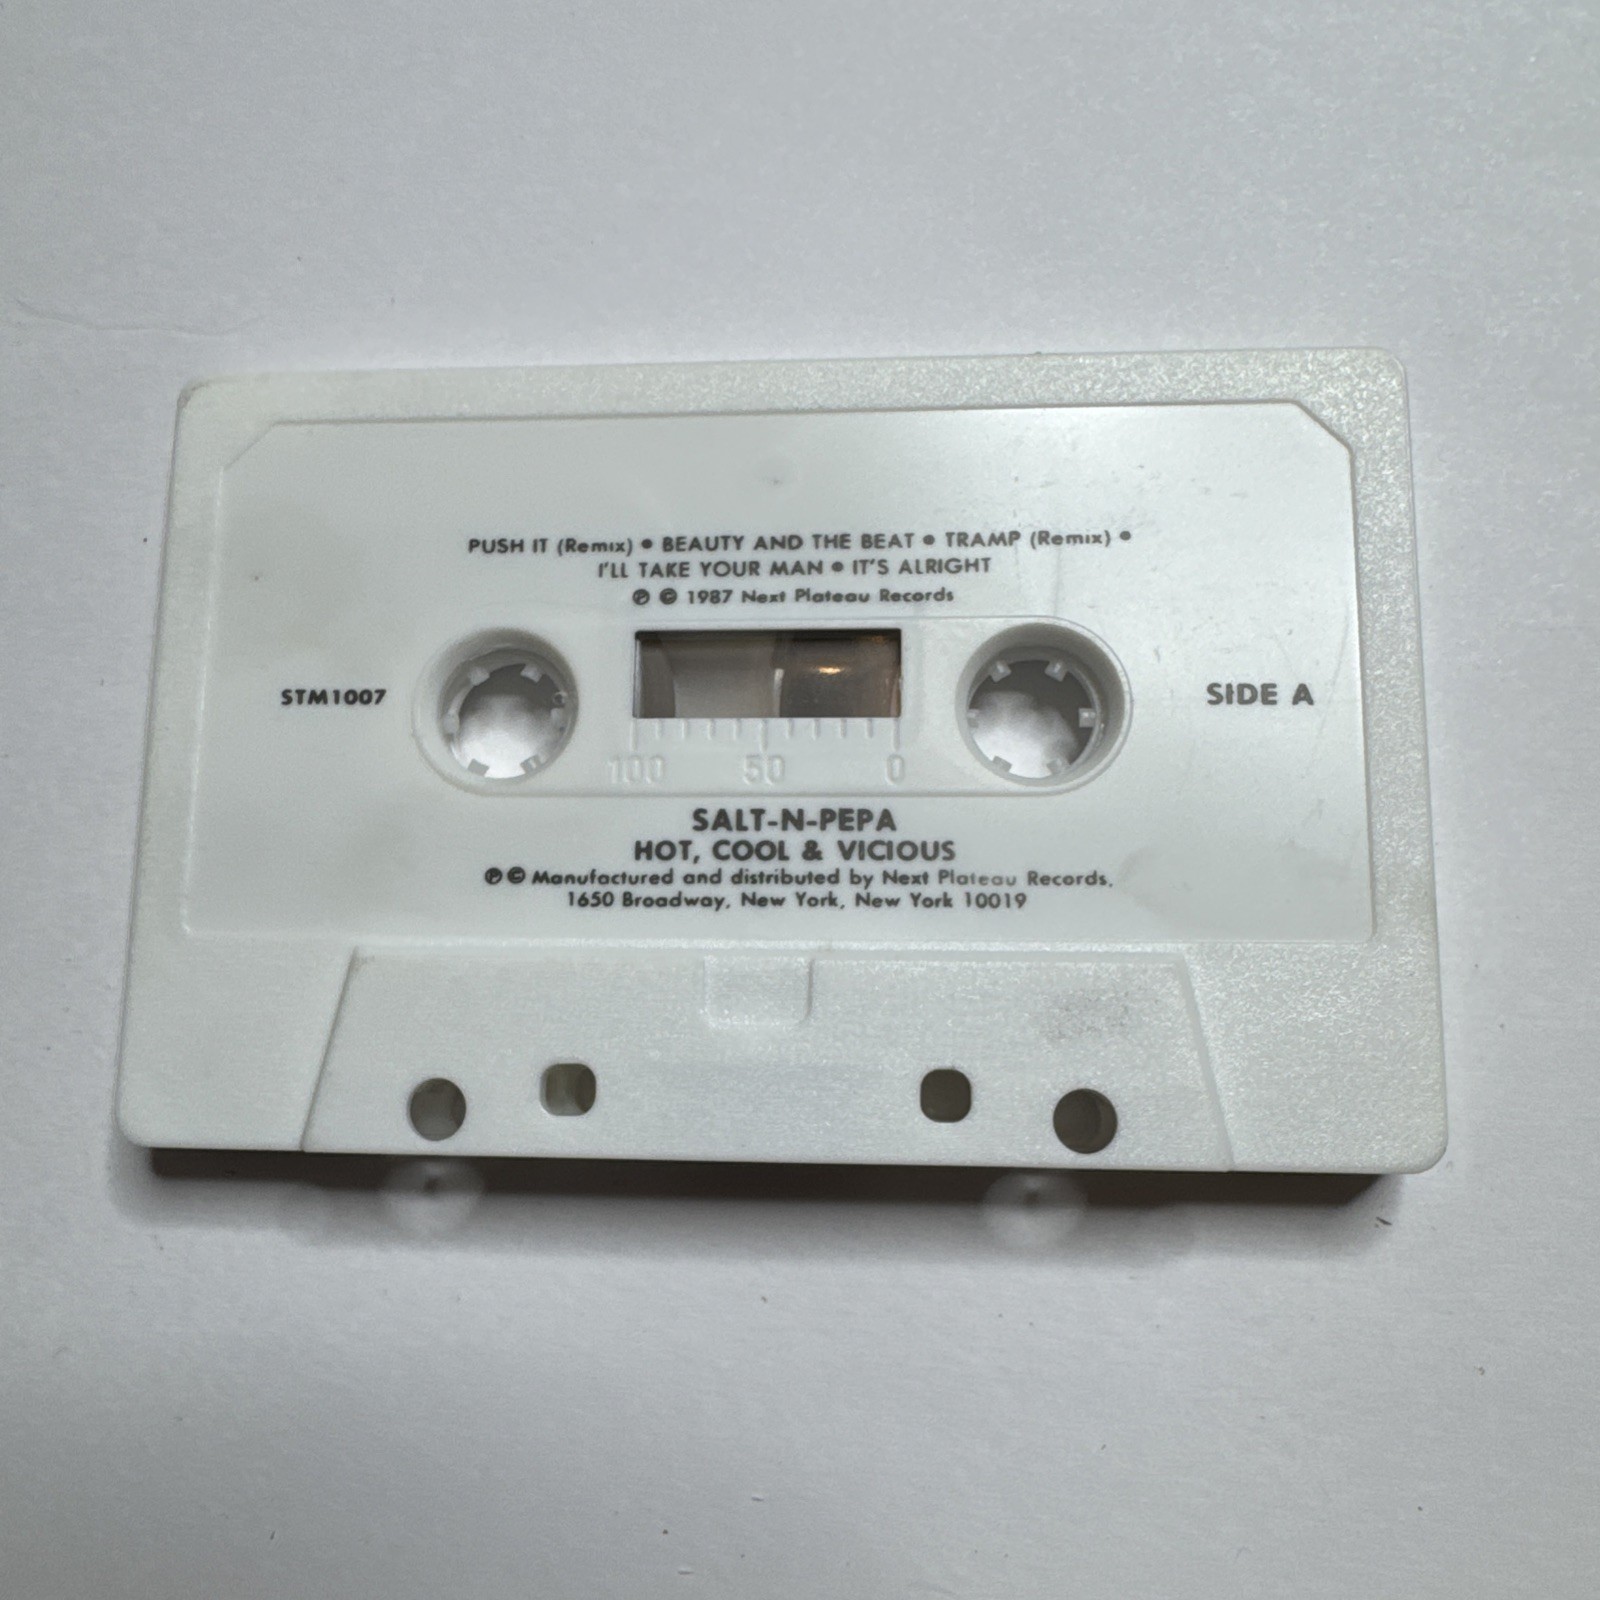 PUSH IT (Remix) • BEAUTY AND THE BEAT • TRAMP (Remix) •
I'LL TAKE YOUR MAN • IT'S ALRIGHT
℗ © 1987 Next Plateau Records
STM1007
SIDE A
100 50 0
SALT-N-PEPA
HOT, COOL & VICIOUS
℗ © Manufactured and distributed by Next Plateau Records,
1650 Broadway, New York, New York 10019